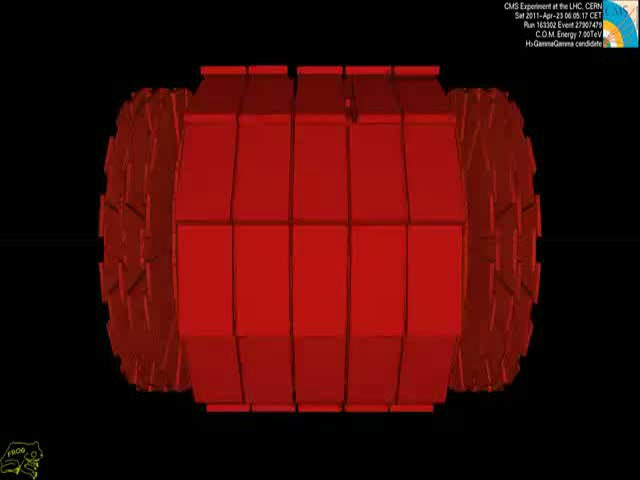 CMS Experiment at the LHC, CERN
Sat 2011-Apr-23 06:05:17 CET
Run 163302 Event 27907479
C.O.M. Energy 7.00TeV
H>GammaGamma candidate
CMS
FROG